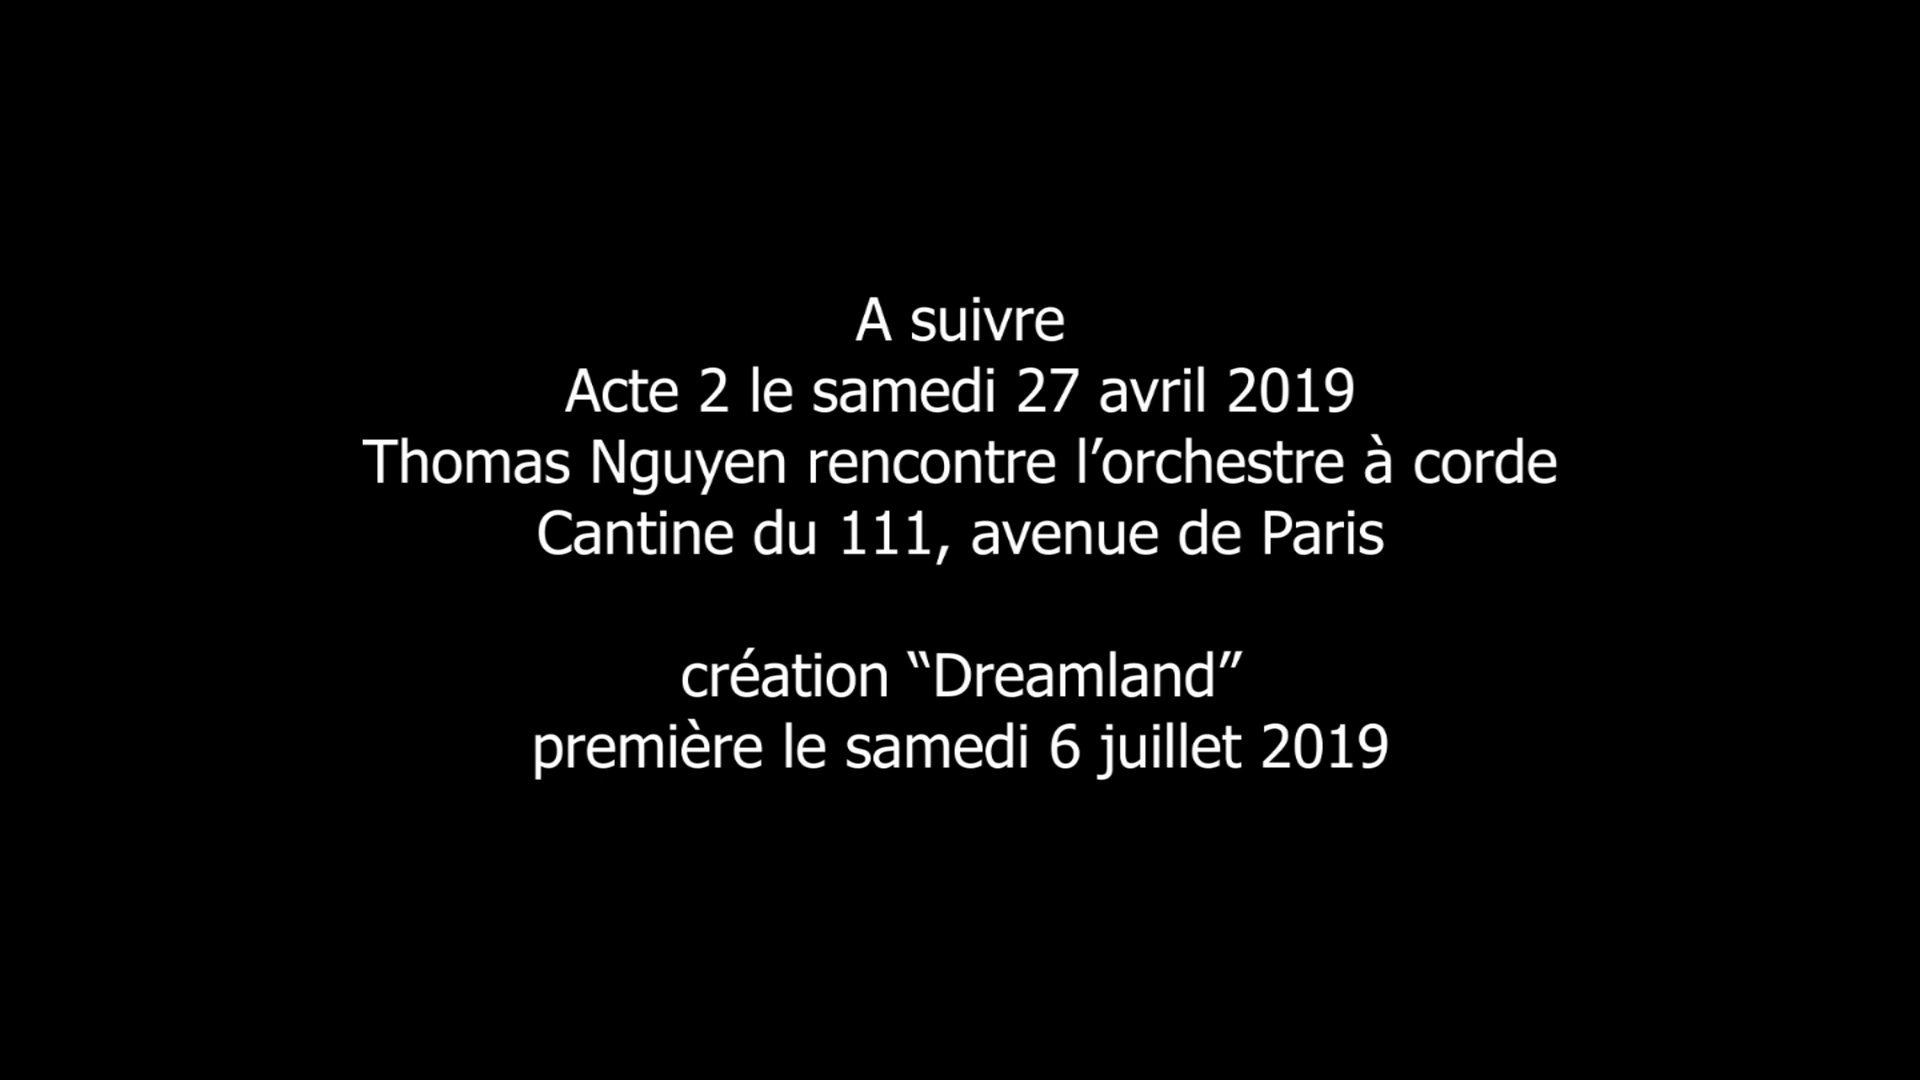 A suivre
Acte 2 le samedi 27 avril 2019
Thomas Nguyen rencontre l’orchestre à corde
Cantine du 111, avenue de Paris
création “Dreamland”
première le samedi 6 juillet 2019